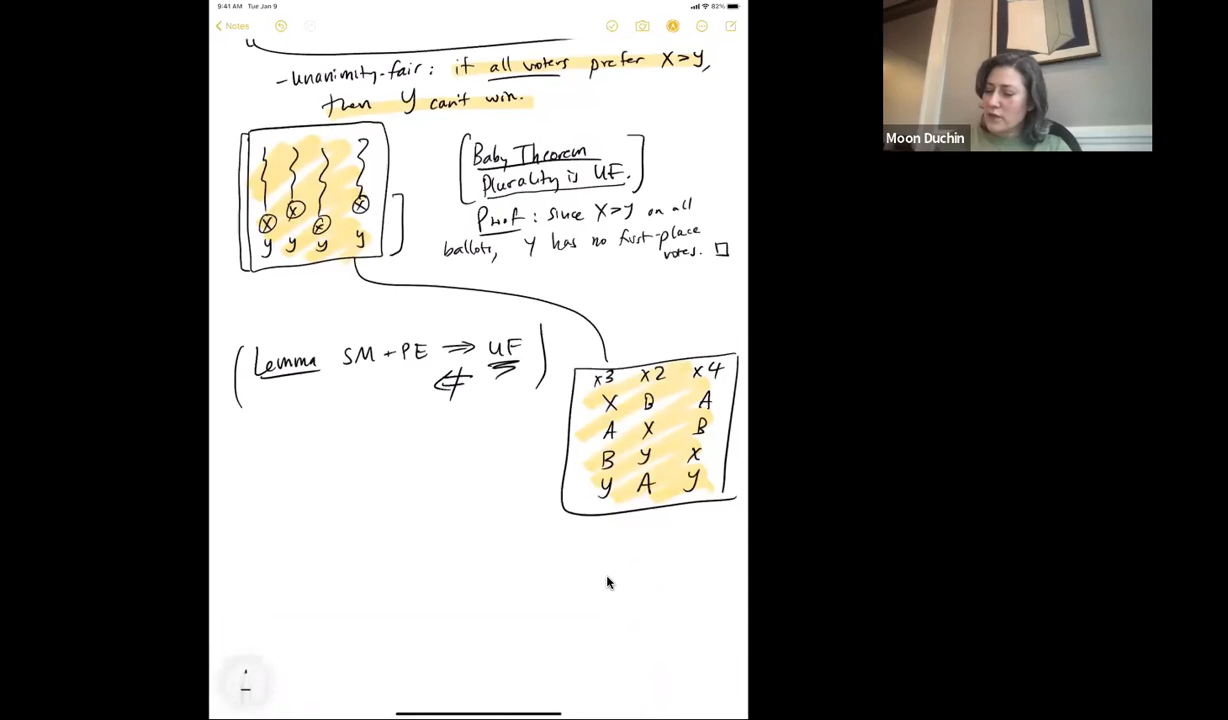 9:41 AM Tue Jan 9
82%
Notes
-unanimity-fair: if all voters prefer X>Y,
then Y can't win.
X X X X
y y y y
Baby Theorem
Plurality is UF.
Proof: since X>Y on all
ballots, Y has no first-place
votes. □
(Lemma SM+PE ⟹ UF)
⇍
x3 x2 x4
X B A
A X B
B Y X
Y A Y
Moon Duchin